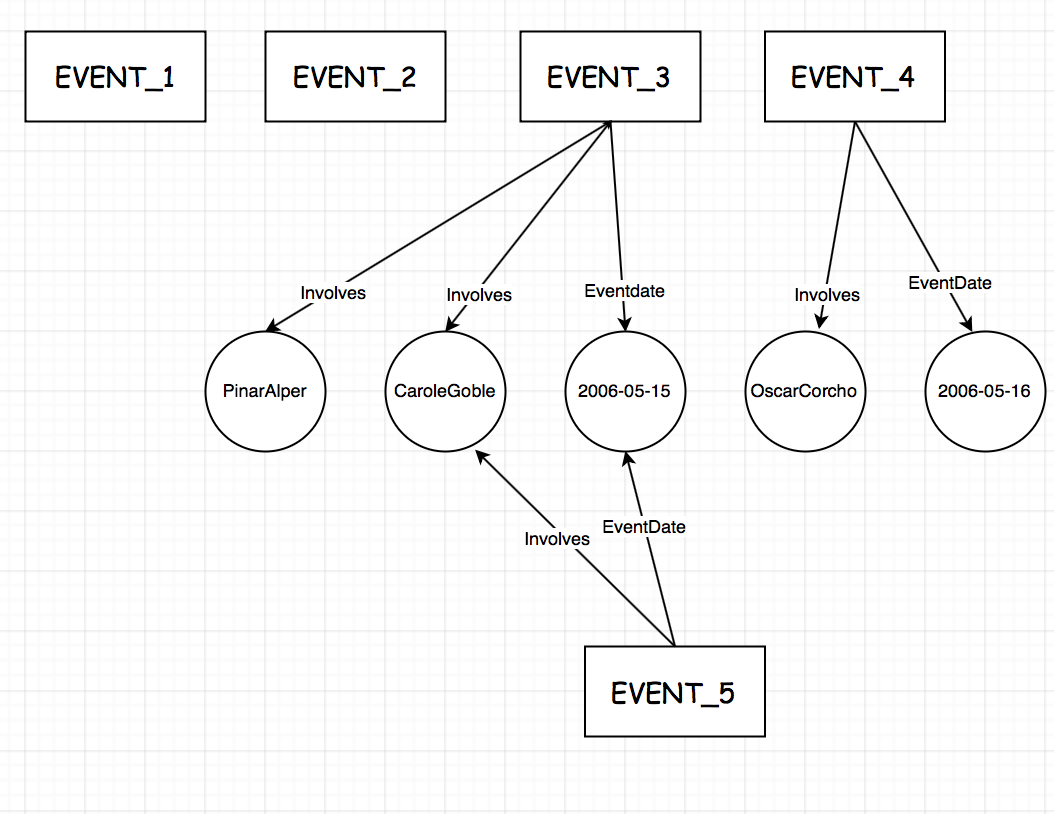 EVENT_1
EVENT_2
EVENT_3
EVENT_4
Involves
Involves
Eventdate
Involves
EventDate
PinarAlper
CaroleGoble
2006-05-15
OscarCorcho
2006-05-16
Involves
EventDate
EVENT_5